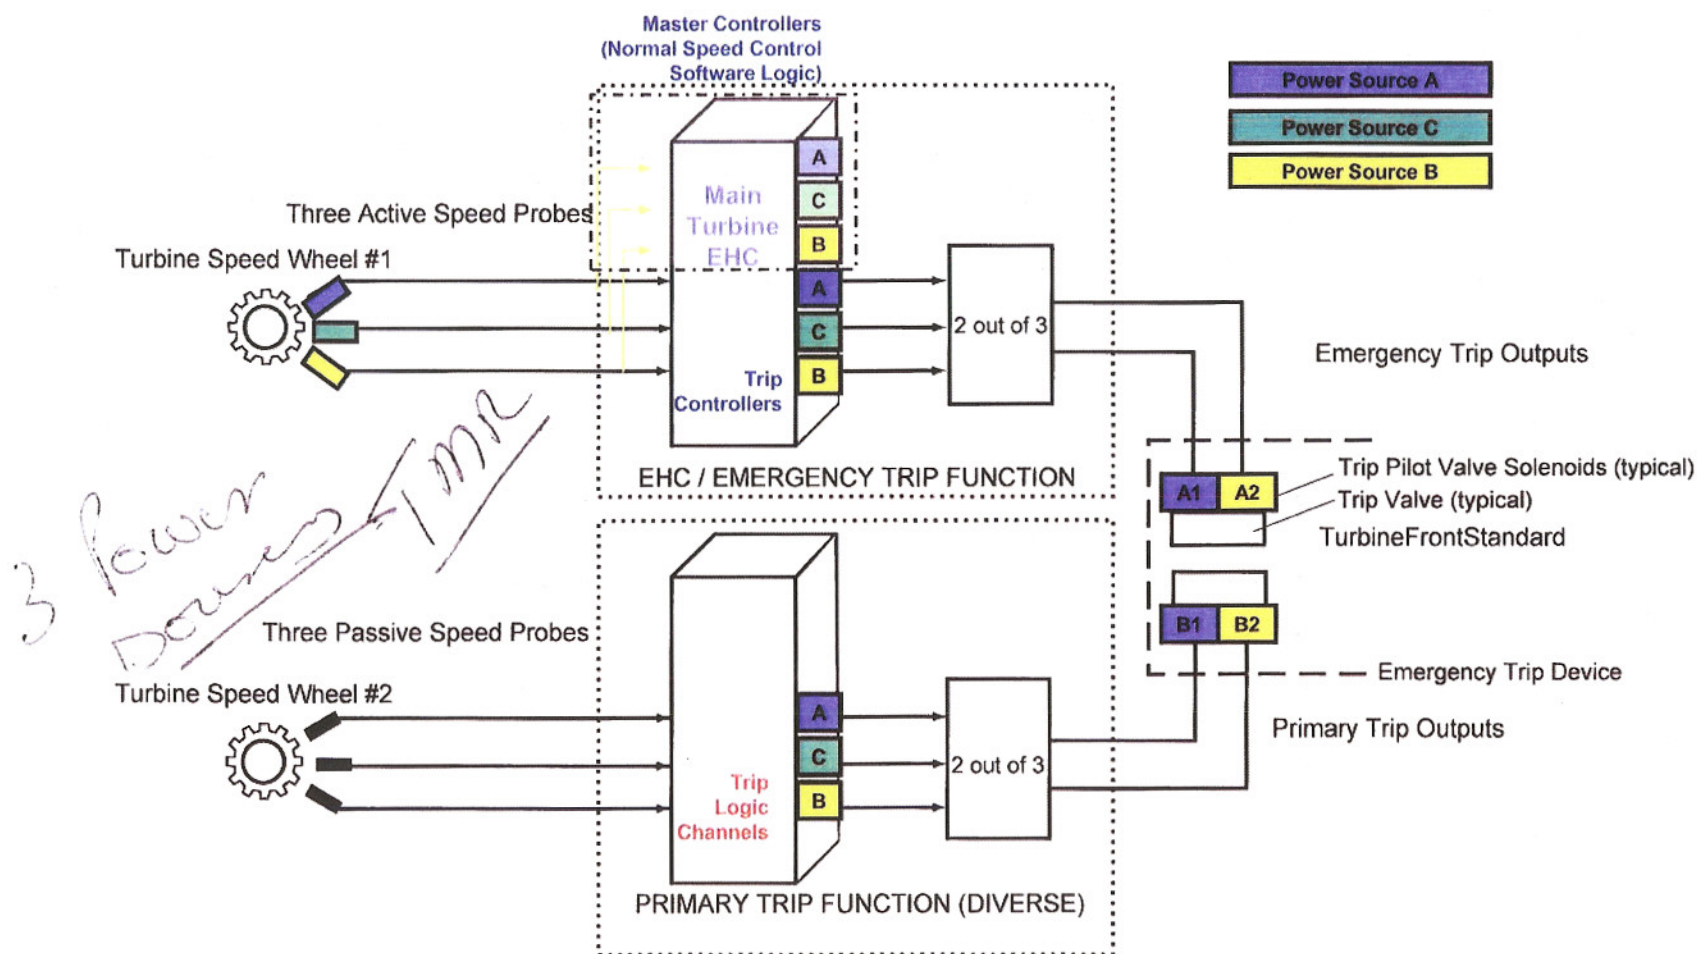 Master Controllers
(Normal Speed Control
Software Logic)
Power Source A
Power Source C
Power Source B
Three Active Speed Probes
Turbine Speed Wheel #1
Main
Turbine
EHC
A
C
B
A
C
B
Trip
Controllers
2 out of 3
Emergency Trip Outputs
EHC / EMERGENCY TRIP FUNCTION
A1 A2
Trip Pilot Valve Solenoids (typical)
Trip Valve (typical)
TurbineFrontStandard
3 Power
TMR
B1 B2
Emergency Trip Device
Primary Trip Outputs
Three Passive Speed Probes
Turbine Speed Wheel #2
A
C
B
Trip
Logic
Channels
2 out of 3
PRIMARY TRIP FUNCTION (DIVERSE)